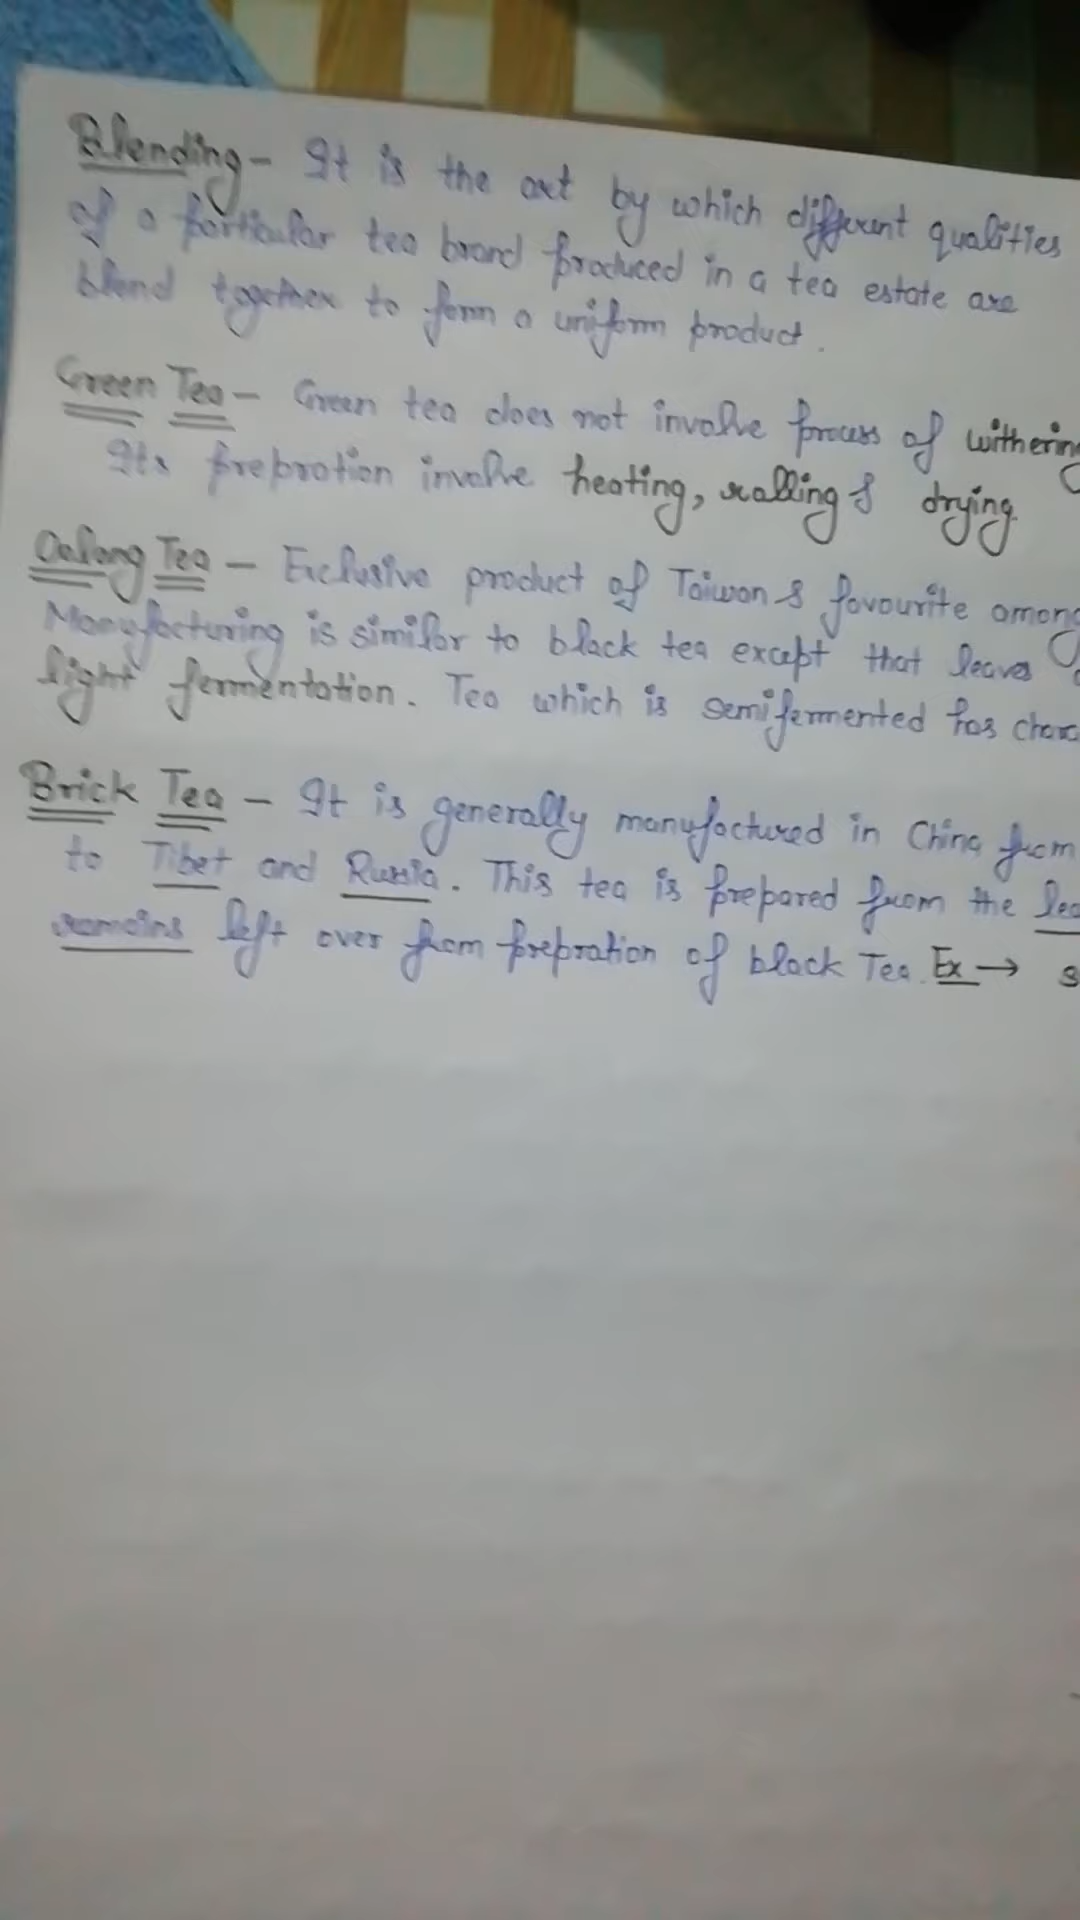 Blending - It is the art by which different qualities
of a particular tea brand produced in a tea estate are
blend together to form a uniform product.
Green Tea - Green tea does not involve process of withering
Its prepration involve heating, rolling & drying.
Oolong Tea - Exclusive product of Taiwan & favourite among
Manufacturing is similar to black tea except that leaves
light fermentation. Tea which is semifermented has charac
Brick Tea - It is generally manufactured in China from
to Tibet and Russia. This tea is prepared from the lea
remains left over from prepration of black Tea. Ex → s